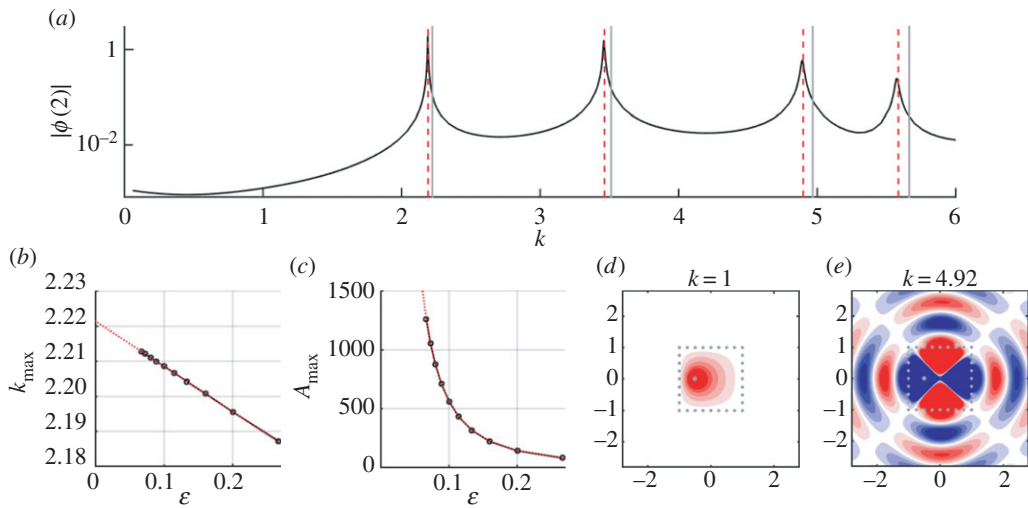 (a)
1
10⁻²
|ϕ(2)|
0 1 2 3 4 5 6
k
(b) (c) (d) (e)
k = 1 k = 4.92
2.23
2.22
2.21
2.20
2.19
2.18
k_max
0 0.1 0.2
ε
1500
1000
500
0
A_max
0.1 0.2
ε
2
1
0
−1
−2
−2 0 2
2
1
0
−1
−2
−2 0 2